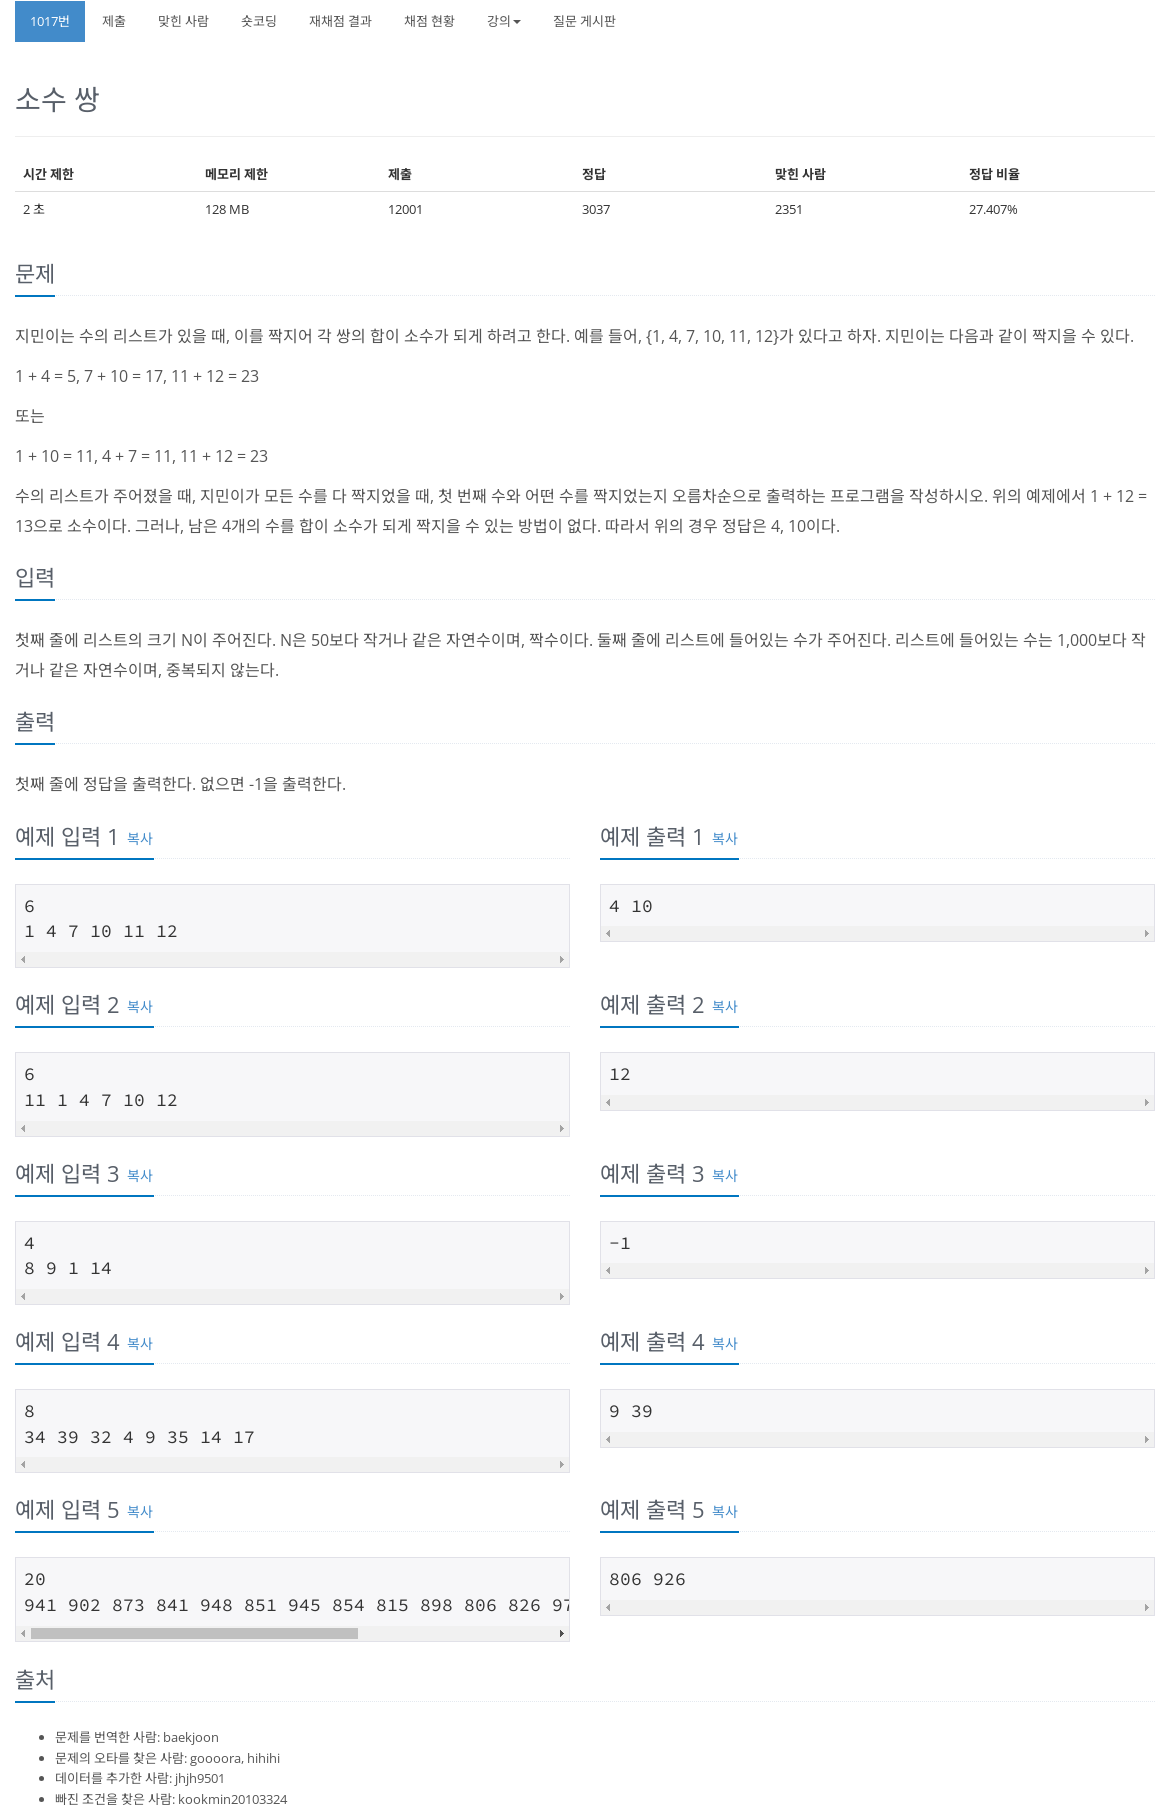 1017번 제출 맞힌 사람 숏코딩 재채점 결과 채점 현황 강의 질문 게시판
소수 쌍
시간 제한 메모리 제한 제출 정답 맞힌 사람 정답 비율
2 초 128 MB 12001 3037 2351 27.407%
문제
지민이는 수의 리스트가 있을 때, 이를 짝지어 각 쌍의 합이 소수가 되게 하려고 한다. 예를 들어, {1, 4, 7, 10, 11, 12}가 있다고 하자. 지민이는 다음과 같이 짝지을 수 있다.
1 + 4 = 5, 7 + 10 = 17, 11 + 12 = 23
또는
1 + 10 = 11, 4 + 7 = 11, 11 + 12 = 23
수의 리스트가 주어졌을 때, 지민이가 모든 수를 다 짝지었을 때, 첫 번째 수와 어떤 수를 짝지었는지 오름차순으로 출력하는 프로그램을 작성하시오. 위의 예제에서 1 + 12 =
13으로 소수이다. 그러나, 남은 4개의 수를 합이 소수가 되게 짝지을 수 있는 방법이 없다. 따라서 위의 경우 정답은 4, 10이다.
입력
첫째 줄에 리스트의 크기 N이 주어진다. N은 50보다 작거나 같은 자연수이며, 짝수이다. 둘째 줄에 리스트에 들어있는 수가 주어진다. 리스트에 들어있는 수는 1,000보다 작
거나 같은 자연수이며, 중복되지 않는다.
출력
첫째 줄에 정답을 출력한다. 없으면 -1을 출력한다.
예제 입력 1 복사
6
1 4 7 10 11 12
예제 출력 1 복사
4 10
예제 입력 2 복사
6
11 1 4 7 10 12
예제 출력 2 복사
12
예제 입력 3 복사
4
8 9 1 14
예제 출력 3 복사
-1
예제 입력 4 복사
8
34 39 32 4 9 35 14 17
예제 출력 4 복사
9 39
예제 입력 5 복사
20
941 902 873 841 948 851 945 854 815 898 806 826 97
예제 출력 5 복사
806 926
출처
문제를 번역한 사람: baekjoon
문제의 오타를 찾은 사람: goooora, hihihi
데이터를 추가한 사람: jhjh9501
빠진 조건을 찾은 사람: kookmin20103324